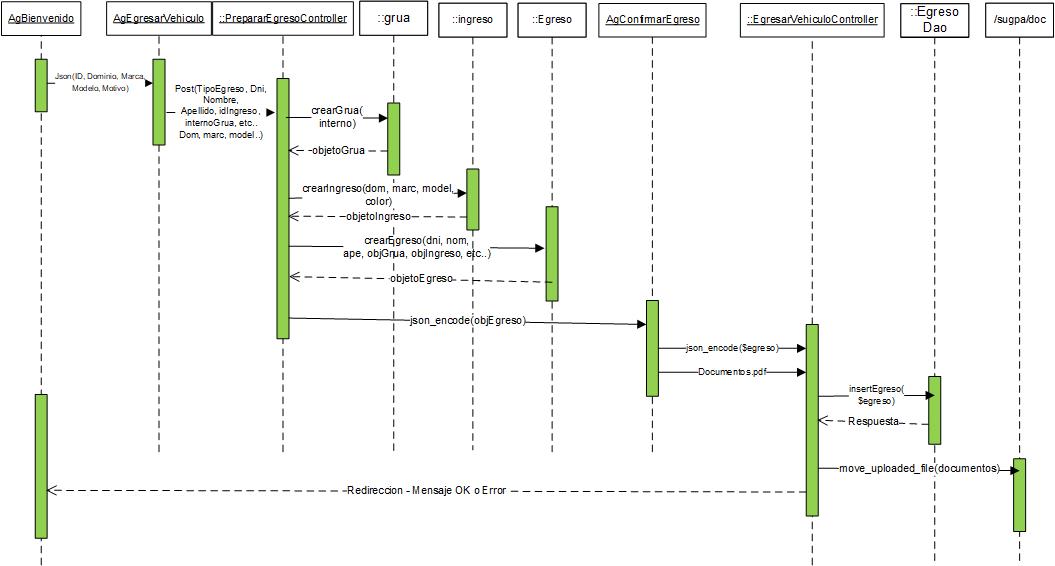 AgBienvenido
AgEgresarVehiculo
::PrepararEgresoController
::grua
::ingreso
::Egreso
AgConfirmarEgreso
::EgresarVehiculoController
::Egreso
Dao
/sugpa/doc
Json(ID, Dominio, Marca,
Modelo, Motivo)
Post(TipoEgreso, Dni,
Nombre,
Apellido, idIngreso,
internoGrua, etc..
Dom, marc, model..)
crearGrua(
interno)
objetoGrua
crearIngreso(dom, marc, model,
color)
objetoIngreso
crearEgreso(dni, nom,
ape, objGrua, objIngreso, etc..)
objetoEgreso
json_encode(objEgreso)
json_encode($egreso)
Documentos.pdf
insertEgreso(
$egreso)
Respuesta
move_uploaded_file(documentos)
Redireccion - Mensaje OK o Error